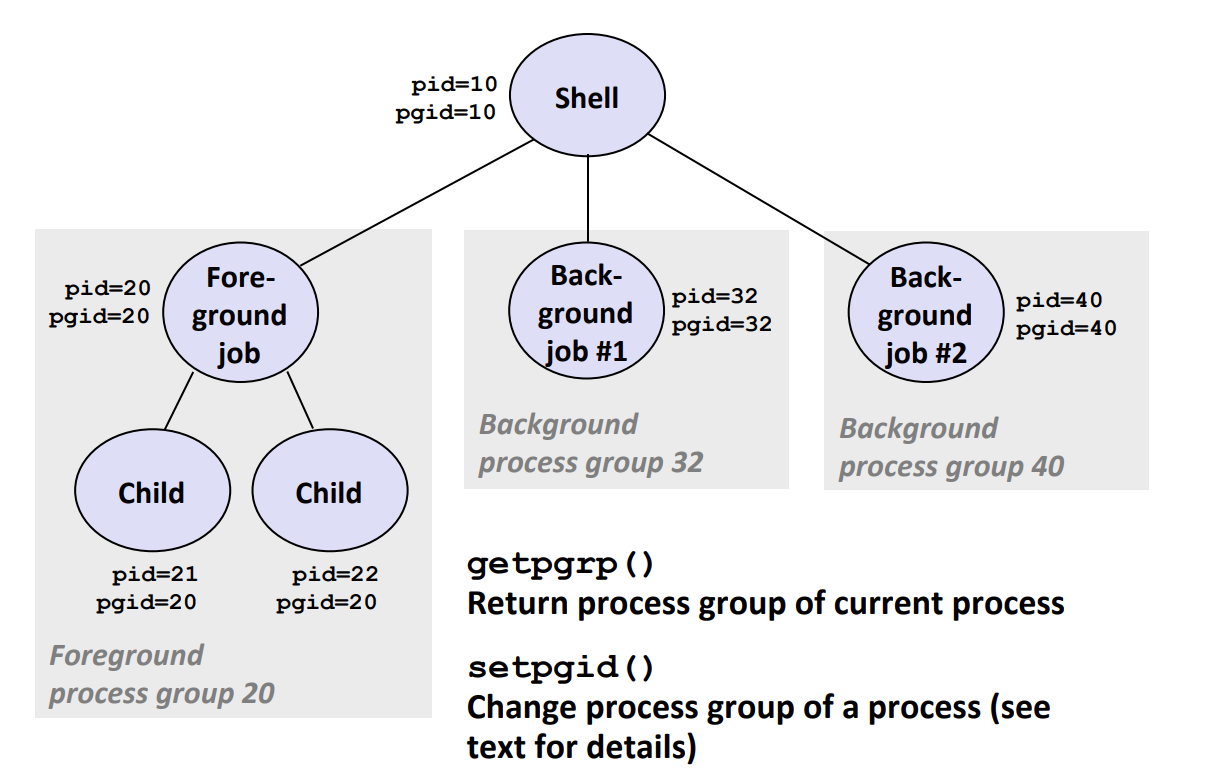 pid=10
pgid=10
Shell
pid=20
pgid=20
Fore-
ground
job
Back-
ground
job #1
pid=32
pgid=32
Back-
ground
job #2
pid=40
pgid=40
Child
Child
pid=21
pgid=20
pid=22
pgid=20
Foreground
process group 20
Background
process group 32
Background
process group 40
getpgrp()
Return process group of current process
setpgid()
Change process group of a process (see
text for details)